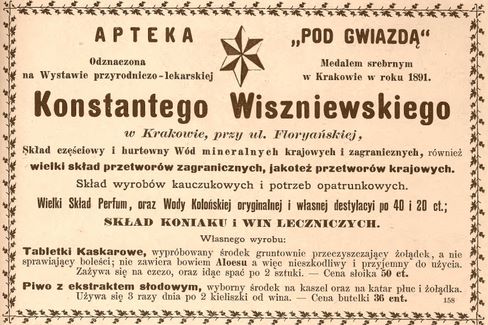 APTEKA „POD GWIAZDĄ“
Odznaczona
na Wystawie przyrodniczo-lekarskiej
Medalem srebrnym
w Krakowie w roku 1891.
Konstantego Wiszniewskiego
w Krakowie, przy ul. Floryańskiej,
Skład częściowy i hurtowny Wód mineralnych krajowych i zagranicznych, również
wielki skład przetworów zagranicznych, jakoteż przetworów krajowych.
Skład wyrobów kauczukowych i potrzeb opatrunkowych.
Wielki Skład Perfum, oraz Wody Kolońskiej oryginalnej i własnej destylacyi po 40 i 20 ct.;
SKŁAD KONIAKU i WIN LECZNICZYCH.
Własnego wyrobu:
Tabletki Kaskarowe, wypróbowany środek gruntownie przeczyszczający żołądek, a nie
sprawiający boleści; nie zawiera bowiem Aloesu a więc nieszkodliwy i przyjemny do użycia.
Zażywa się na czczo, oraz idąc spać po 2 sztuki. — Cena słoika 50 ct.
Piwo z ekstraktem słodowym, wyborny środek na kaszel oraz na katar płuc i żołądka.
Używa się 3 razy dnia po 2 kieliszki od wina. — Cena butelki 36 cnt. 158